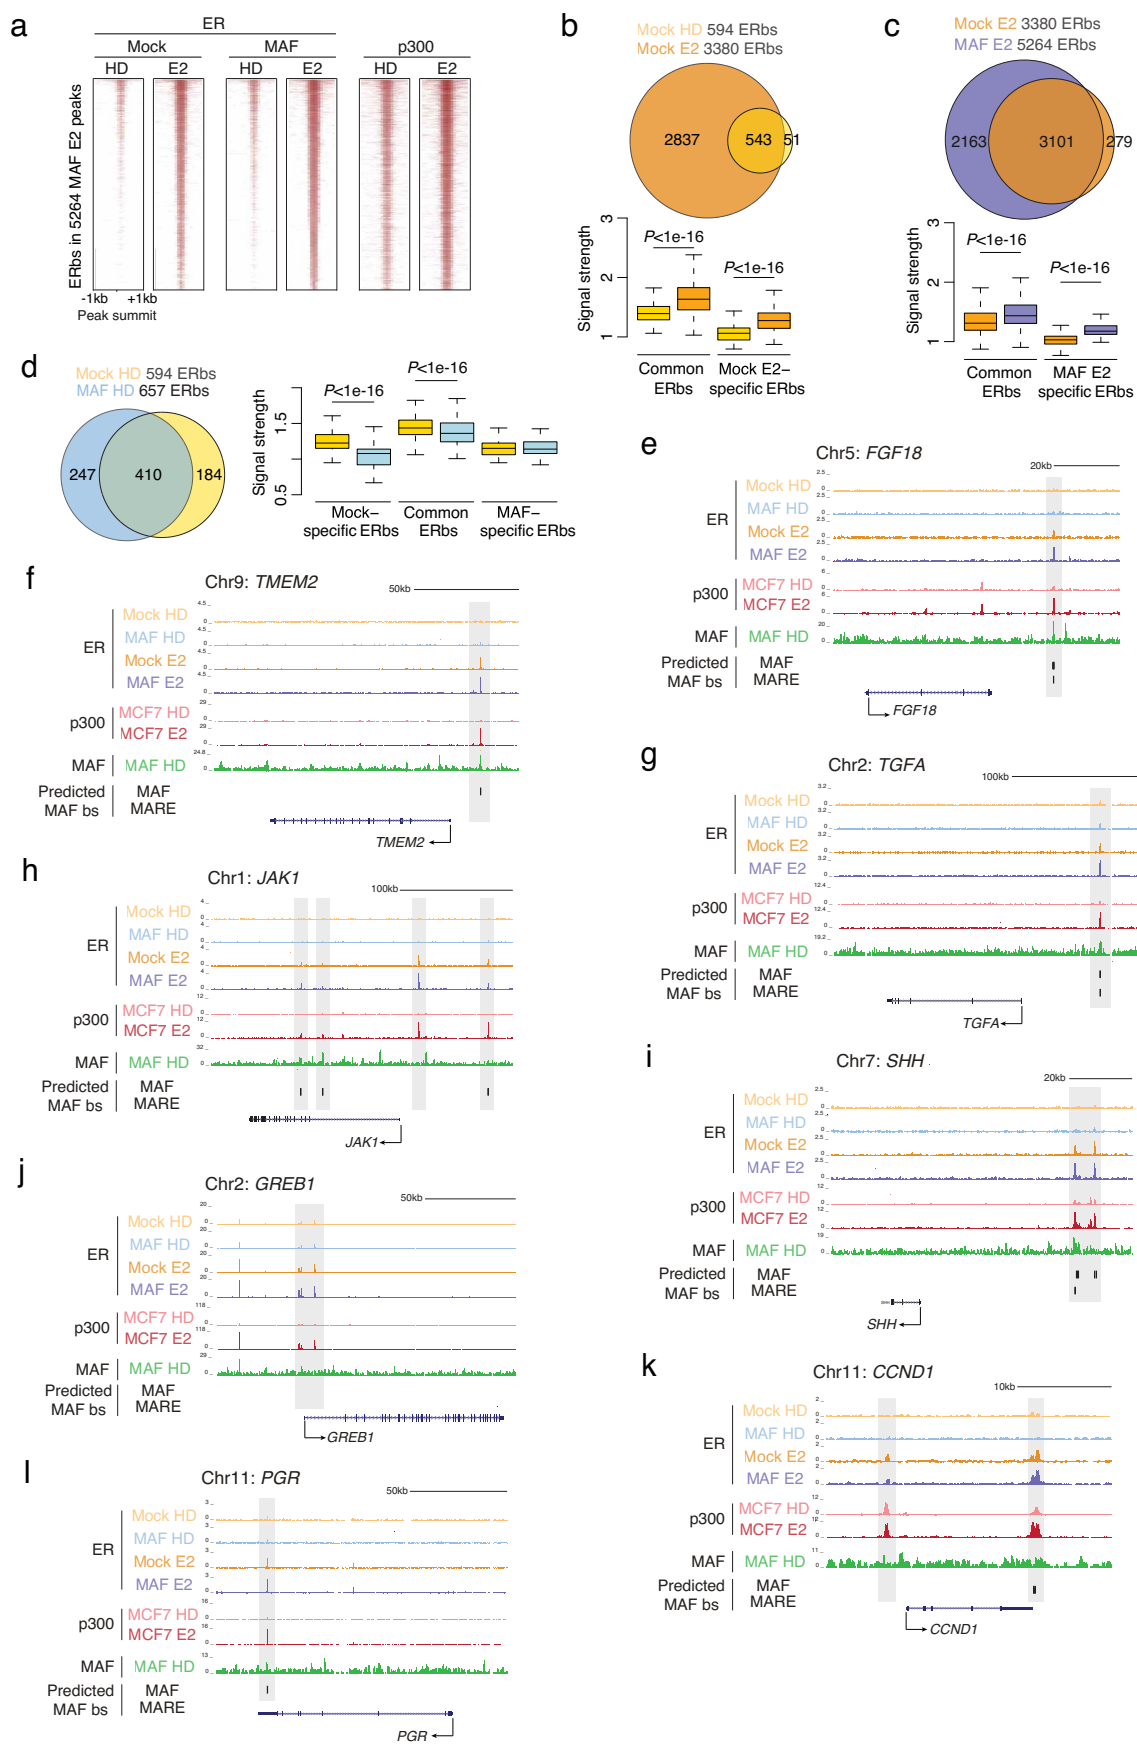 a
ER
Mock
MAF
p300
HD
E2
HD
E2
HD
E2
ERbs in 5264 MAF E2 peaks
-1kb
+1kb
Peak summit
b
Mock HD 594 ERbs
Mock E2 3380 ERbs
2837
543
51
Signal strength
3
2
1
P<1e-16
P<1e-16
Common ERbs
Mock E2–specific ERbs
c
Mock E2 3380 ERbs
MAF E2 5264 ERbs
2163
3101
279
Signal strength
3
2
1
P<1e-16
P<1e-16
Common ERbs
MAF E2 specific ERbs
d
Mock HD 594 ERbs
MAF HD 657 ERbs
247
410
184
Signal strength
1.5
0.5
P<1e-16
P<1e-16
Mock–specific ERbs
Common ERbs
MAF–specific ERbs
e
Chr5: FGF18
20kb
ER
Mock HD
MAF HD
Mock E2
MAF E2
p300
MCF7 HD
MCF7 E2
MAF
MAF HD
Predicted MAF bs
MAF
MARE
FGF18
f
Chr9: TMEM2
50kb
ER
Mock HD
MAF HD
Mock E2
MAF E2
p300
MCF7 HD
MCF7 E2
MAF
MAF HD
Predicted MAF bs
MAF
MARE
TMEM2
g
Chr2: TGFA
100kb
ER
Mock HD
MAF HD
Mock E2
MAF E2
p300
MCF7 HD
MCF7 E2
MAF
MAF HD
Predicted MAF bs
MAF
MARE
TGFA
h
Chr1: JAK1
100kb
ER
Mock HD
MAF HD
Mock E2
MAF E2
p300
MCF7 HD
MCF7 E2
MAF
MAF HD
Predicted MAF bs
MAF
MARE
JAK1
i
Chr7: SHH
20kb
ER
Mock HD
MAF HD
Mock E2
MAF E2
p300
MCF7 HD
MCF7 E2
MAF
MAF HD
Predicted MAF bs
MAF
MARE
SHH
j
Chr2: GREB1
50kb
ER
Mock HD
MAF HD
Mock E2
MAF E2
p300
MCF7 HD
MCF7 E2
MAF
MAF HD
Predicted MAF bs
MAF
MARE
GREB1
k
Chr11: CCND1
10kb
ER
Mock HD
MAF HD
Mock E2
MAF E2
p300
MCF7 HD
MCF7 E2
MAF
MAF HD
Predicted MAF bs
MAF
MARE
CCND1
l
Chr11: PGR
50kb
ER
Mock HD
MAF HD
Mock E2
MAF E2
p300
MCF7 HD
MCF7 E2
MAF
MAF HD
Predicted MAF bs
MAF
MARE
PGR